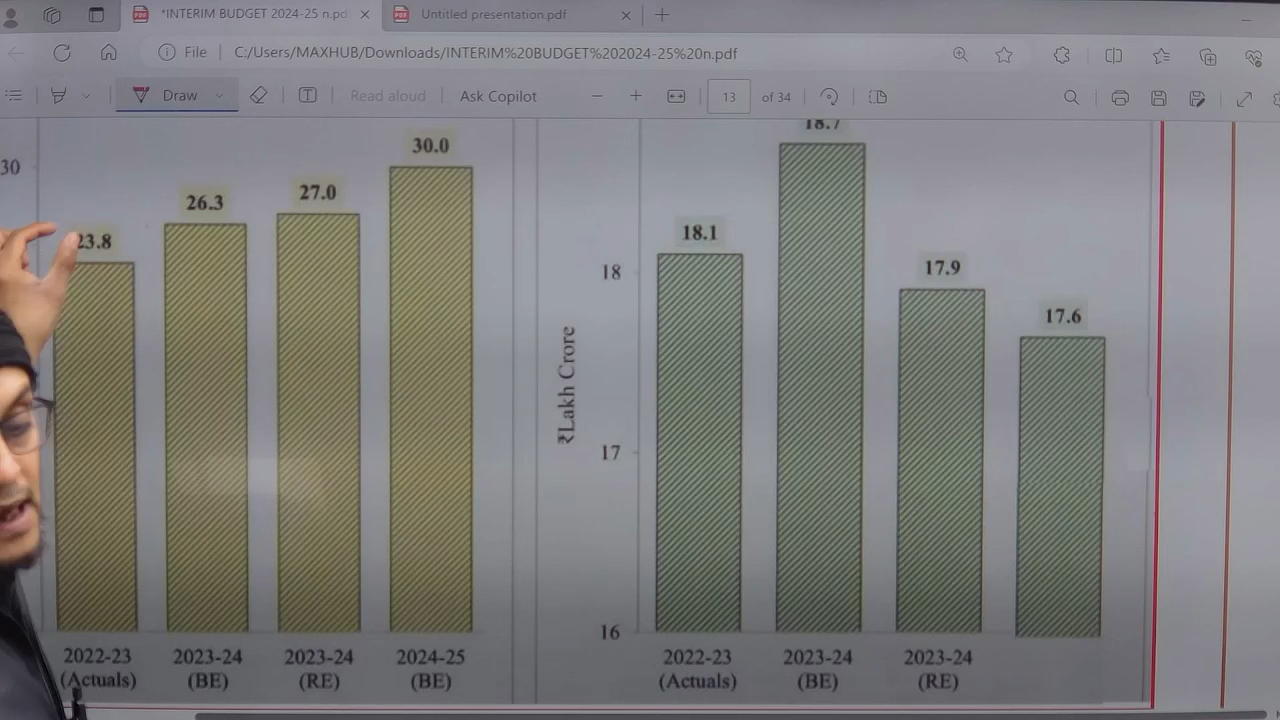 *INTERIM BUDGET 2024-25 n.pd
Untitled presentation.pdf
File
C:/Users/MAXHUB/Downloads/INTERIM%20BUDGET%202024-25%20n.pdf
Draw
Read aloud
Ask Copilot
13 of 34
30
23.8
26.3
27.0
30.0
2022-23
(Actuals)
2023-24
(BE)
2023-24
(RE)
2024-25
(BE)
₹Lakh Crore
18
17
16
18.1
18.7
17.9
17.6
2022-23
(Actuals)
2023-24
(BE)
2023-24
(RE)